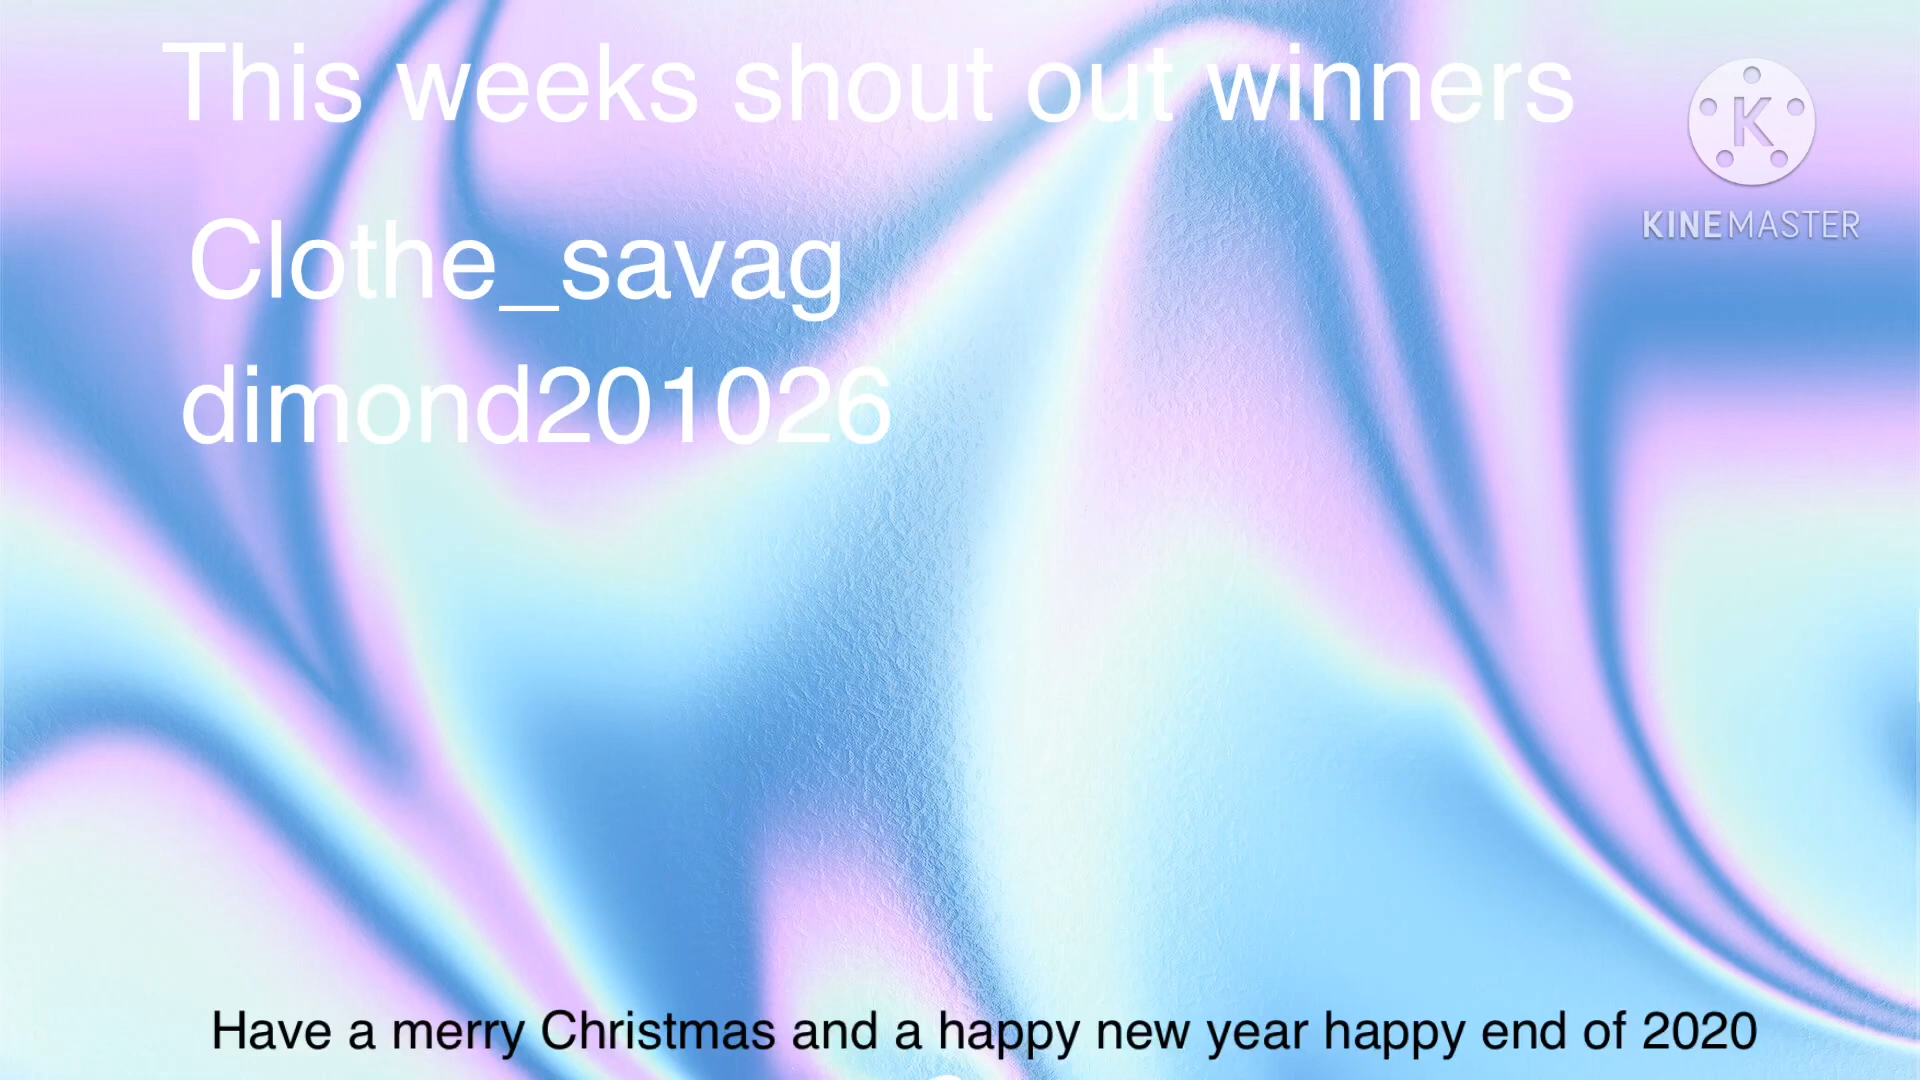 This weeks shout out winners
K
KINEMASTER
Clothe_savag
dimond201026
Have a merry Christmas and a happy new year happy end of 2020